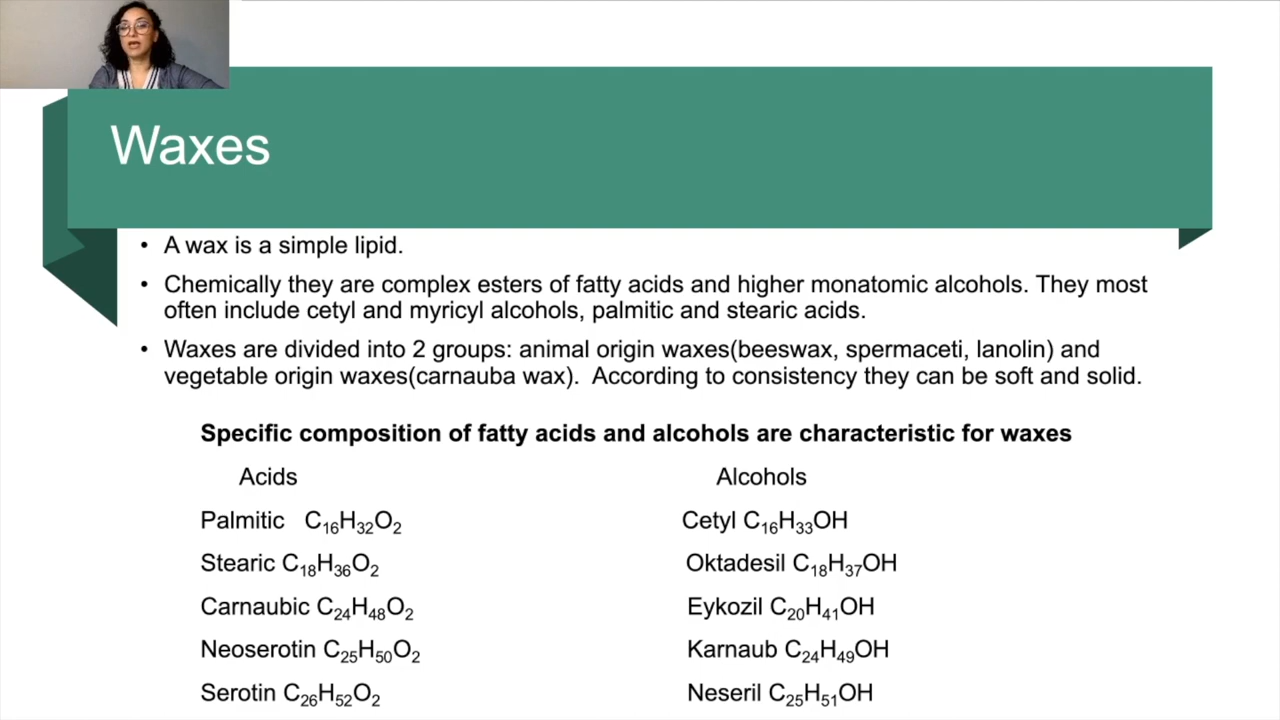 Waxes
• A wax is a simple lipid.
• Chemically they are complex esters of fatty acids and higher monatomic alcohols. They most
often include cetyl and myricyl alcohols, palmitic and stearic acids.
• Waxes are divided into 2 groups: animal origin waxes(beeswax, spermaceti, lanolin) and
vegetable origin waxes(carnauba wax). According to consistency they can be soft and solid.
Specific composition of fatty acids and alcohols are characteristic for waxes
Acids Alcohols
Palmitic C₁₆H₃₂O₂ Cetyl C₁₆H₃₃OH
Stearic C₁₈H₃₆O₂ Oktadesil C₁₈H₃₇OH
Carnaubic C₂₄H₄₈O₂ Eykozil C₂₀H₄₁OH
Neoserotin C₂₅H₅₀O₂ Karnaub C₂₄H₄₉OH
Serotin C₂₆H₅₂O₂ Neseril C₂₅H₅₁OH